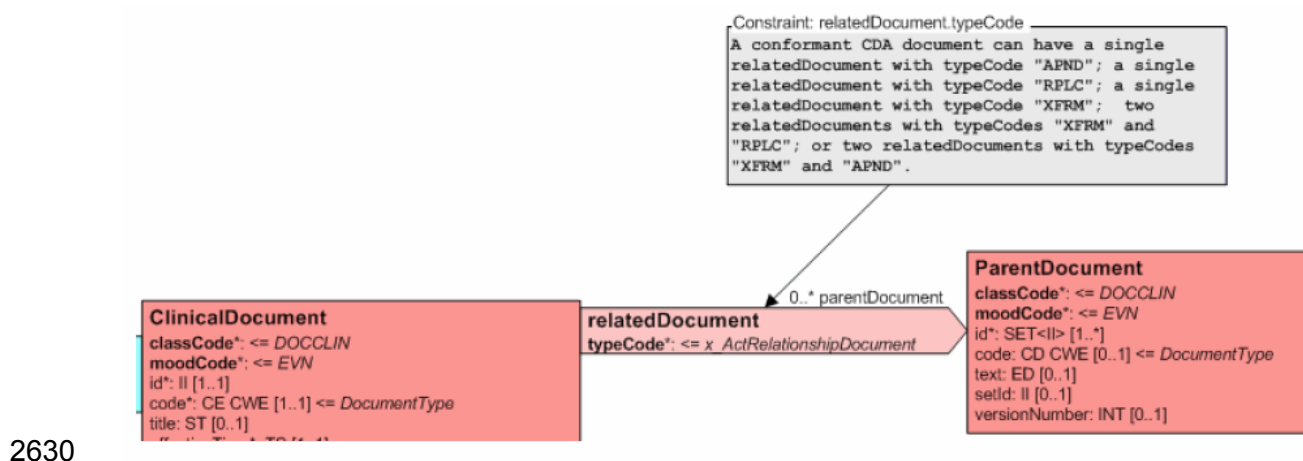 Constraint: relatedDocument.typeCode
A conformant CDA document can have a single
relatedDocument with typeCode "APND"; a single
relatedDocument with typeCode "RPLC"; a single
relatedDocument with typeCode "XFRM"; two
relatedDocuments with typeCodes "XFRM" and
"RPLC"; or two relatedDocuments with typeCodes
"XFRM" and "APND".
ClinicalDocument
classCode*: <= DOCCLIN
moodCode*: <= EVN
id*: II [1..1]
code*: CE CWE [1..1] <= DocumentType
title: ST [0..1]
0..* parentDocument
relatedDocument
typeCode*: <= x_ActRelationshipDocument
ParentDocument
classCode*: <= DOCCLIN
moodCode*: <= EVN
id*: SET<II> [1..*]
code: CD CWE [0..1] <= DocumentType
text: ED [0..1]
setId: II [0..1]
versionNumber: INT [0..1]
2630